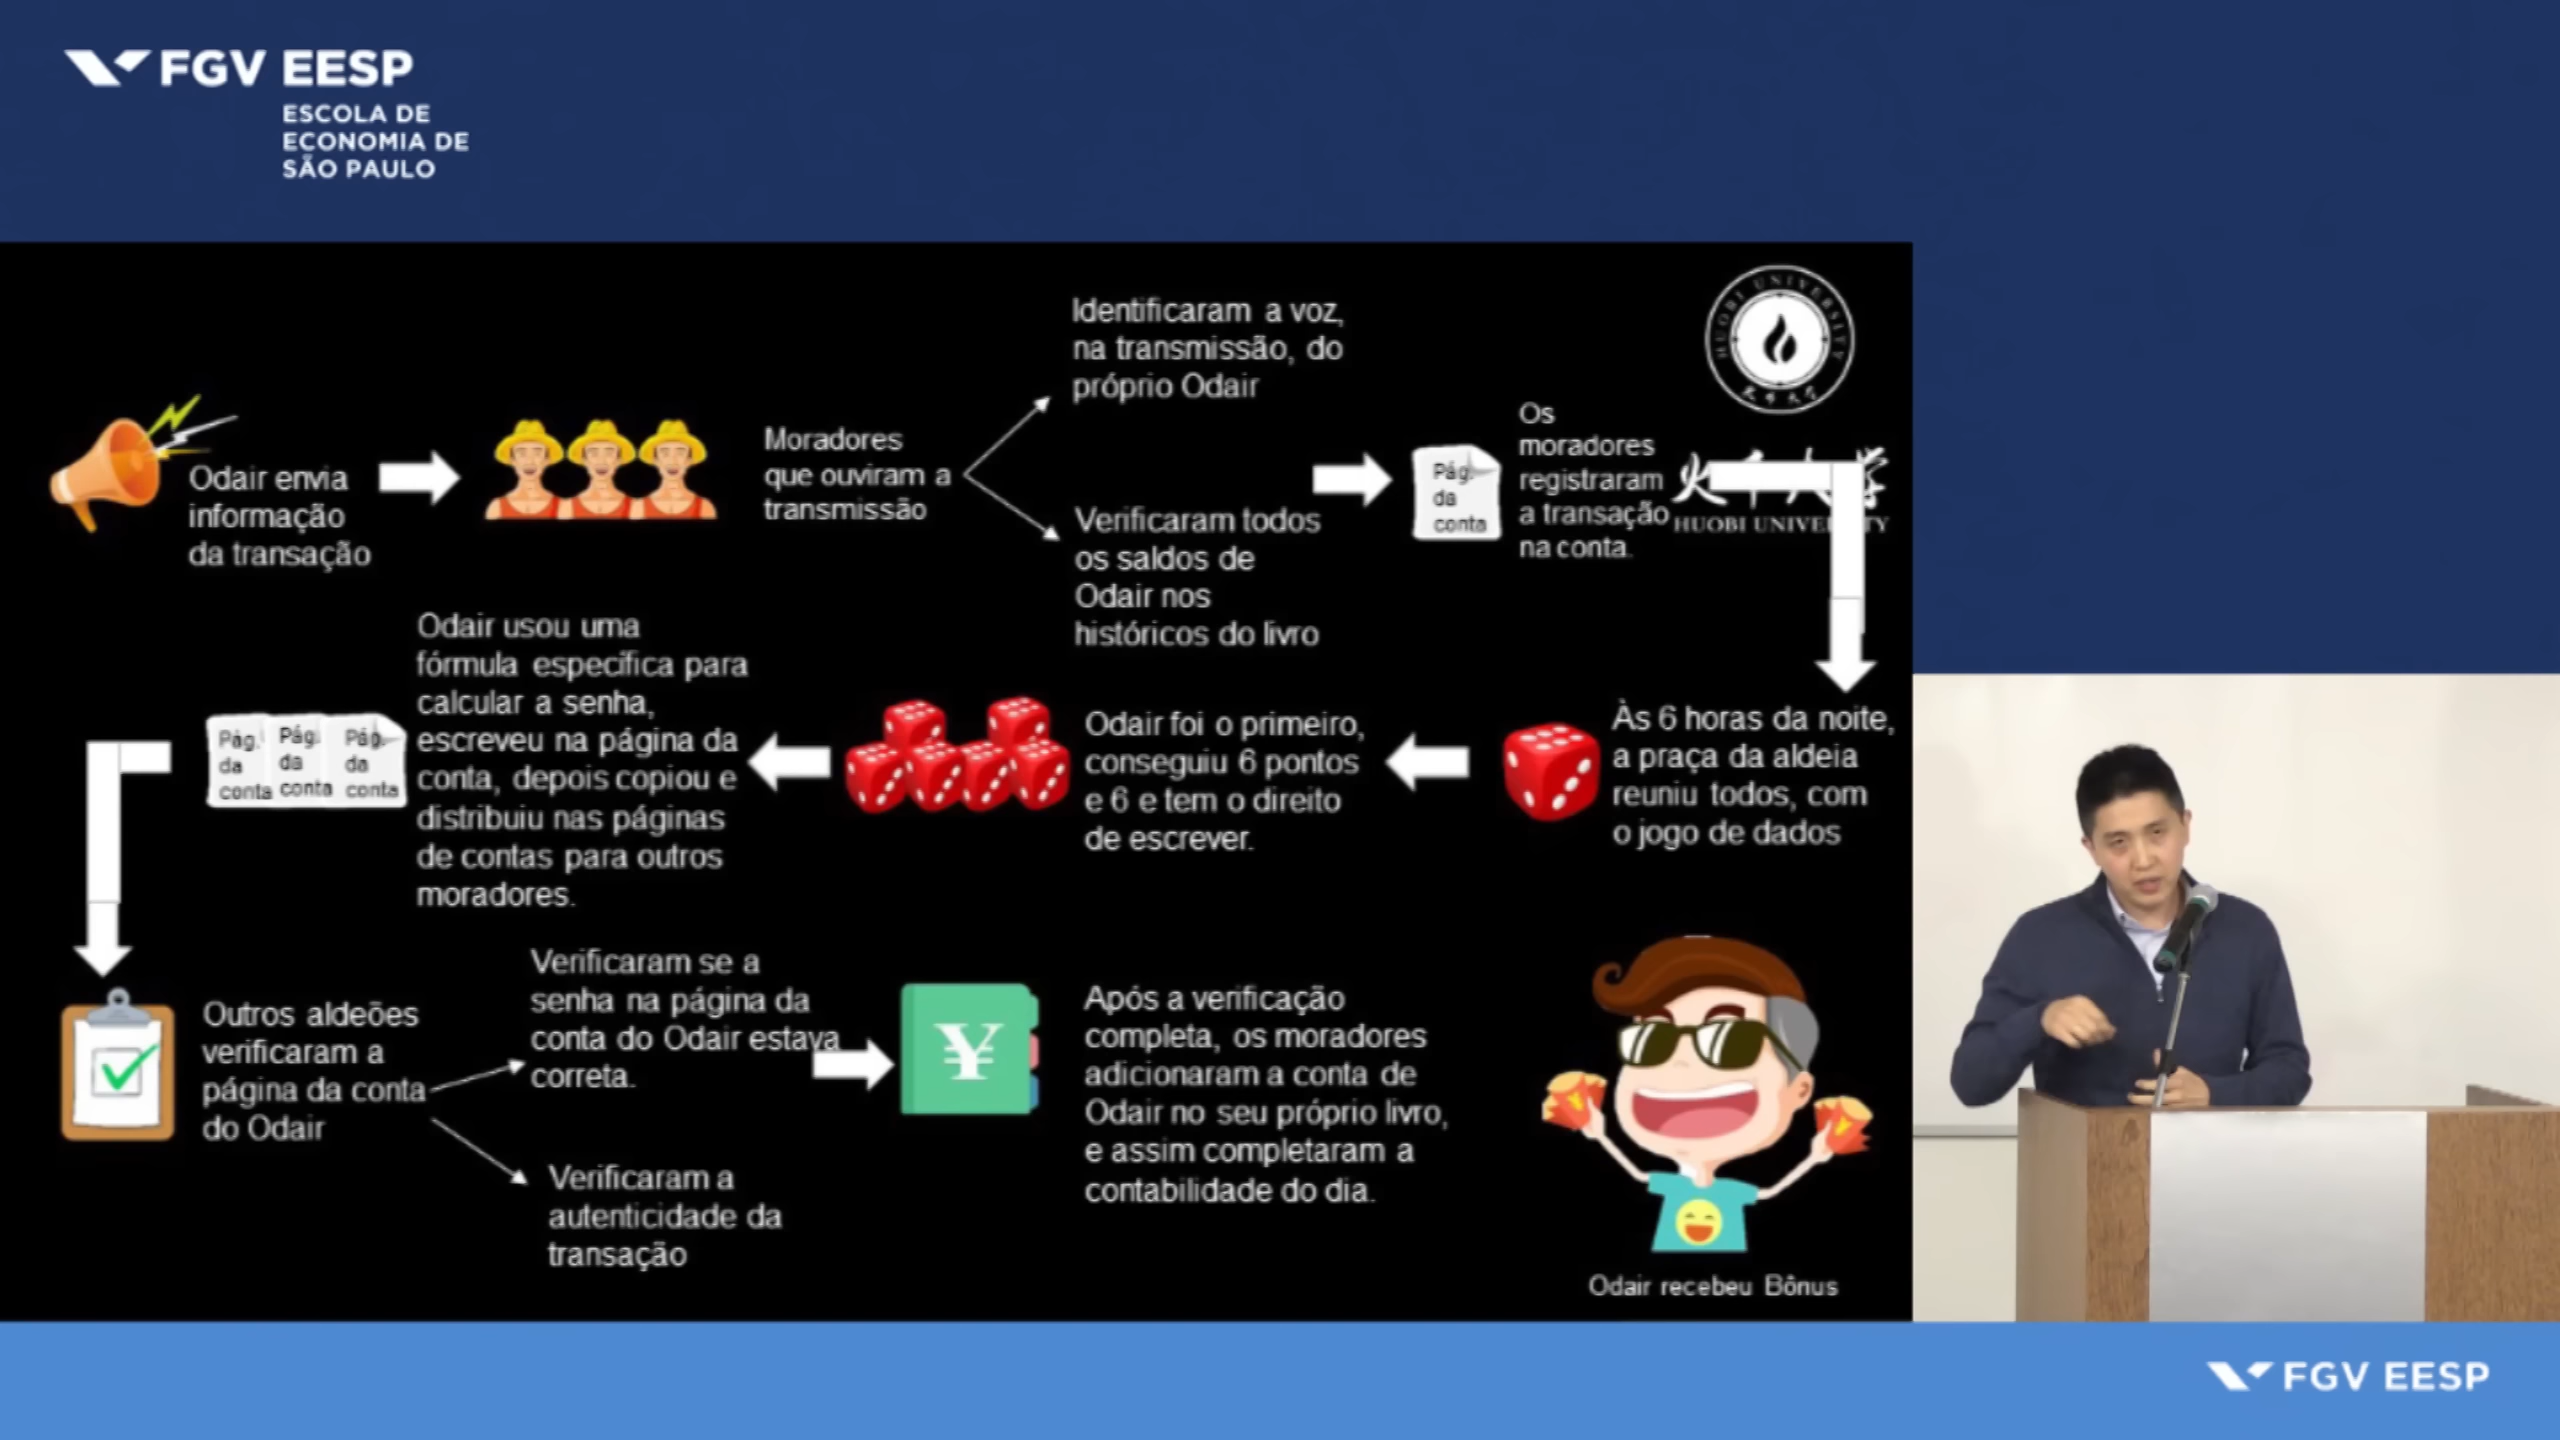 FGV EESP
ESCOLA DE
ECONOMIA DE
SÃO PAULO
HUOBI UNIVERSITY
火币大学
Odair envia
informação
da transação
Moradores
que ouviram a
transmissão
Identificaram a voz,
na transmissão, do
próprio Odair
Verificaram todos
os saldos de
Odair nos
históricos do livro
Pág.
da
conta
Os
moradores
registraram
a transação
na conta.
HUOBI UNIVERSITY
Às 6 horas da noite,
a praça da aldeia
reuniu todos, com
o jogo de dados
Odair foi o primeiro,
conseguiu 6 pontos
e 6 e tem o direito
de escrever.
Odair usou uma
fórmula específica para
calcular a senha,
escreveu na página da
conta, depois copiou e
distribuiu nas páginas
de contas para outros
moradores.
Pág.
da
conta
Pág.
da
conta
Pág.
da
conta
Outros aldeões
verificaram a
página da conta
do Odair
Verificaram se a
senha na página da
conta do Odair estava
correta.
Verificaram a
autenticidade da
transação
¥
Após a verificação
completa, os moradores
adicionaram a conta de
Odair no seu próprio livro,
e assim completaram a
contabilidade do dia.
Odair recebeu Bônus
FGV EESP